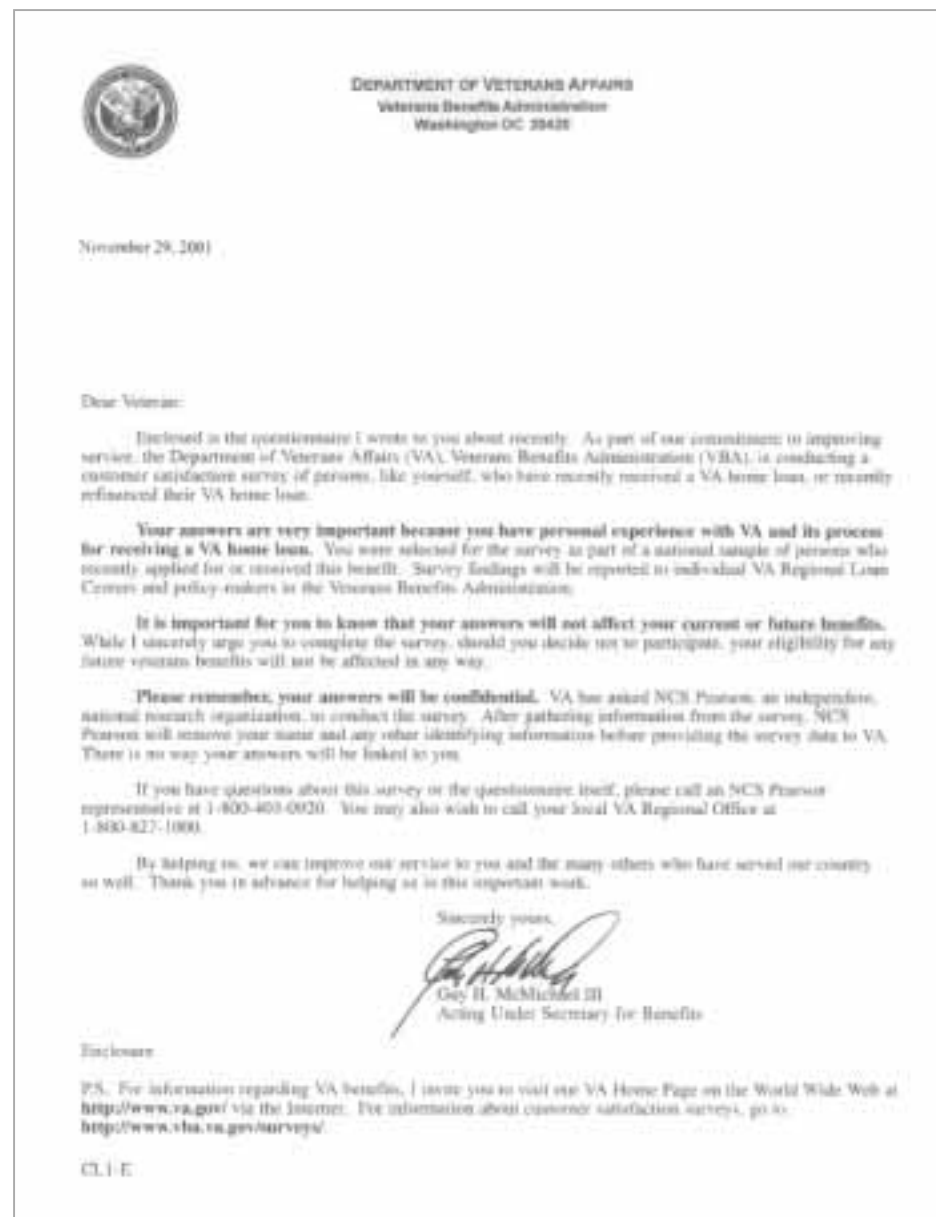 DEPARTMENT OF VETERANS AFFAIRS
Veterans Benefits Administration
Washington DC 20420
November 29, 2001
Dear Veteran:
Enclosed is the questionnaire I wrote to you about recently. As part of our commitment to improving
service, the Department of Veterans Affairs (VA), Veterans Benefits Administration (VBA), is conducting a
customer satisfaction survey of persons, like yourself, who have recently received a VA home loan, or recently
refinanced their VA home loan.
Your answers are very important because you have personal experience with VA and its process
for receiving a VA home loan. You were selected for the survey as part of a national sample of persons who
recently applied for or received this benefit. Survey findings will be reported to individual VA Regional Loan
Centers and policy-makers in the Veterans Benefits Administration.
It is important for you to know that your answers will not affect your current or future benefits.
While I sincerely urge you to complete the survey, should you decide not to participate, your eligibility for any
future veterans benefits will not be affected in any way.
Please remember, your answers will be confidential. VA has asked NCS Pearson, an independent,
national research organization, to conduct the survey. After gathering information from the survey, NCS
Pearson will remove your name and any other identifying information before providing the survey data to VA.
There is no way your answers will be linked to you.
If you have questions about this survey or the questionnaire itself, please call an NCS Pearson
representative at You may also wish to call your local VA Regional Office at
1-800-827-1000.
By helping us, we can improve our service to you and the many others who have served our country
so well. Thank you in advance for helping us in this important work.
Sincerely yours,
Guy H. McMichael III
Acting Under Secretary for Benefits
Enclosure
P.S. For information regarding VA benefits, I invite you to visit our VA Home Page on the World Wide Web at
http://www.va.gov/ via the Internet. For information about customer satisfaction surveys, go to
http://www.vba.va.gov/surveys/
CL1-E